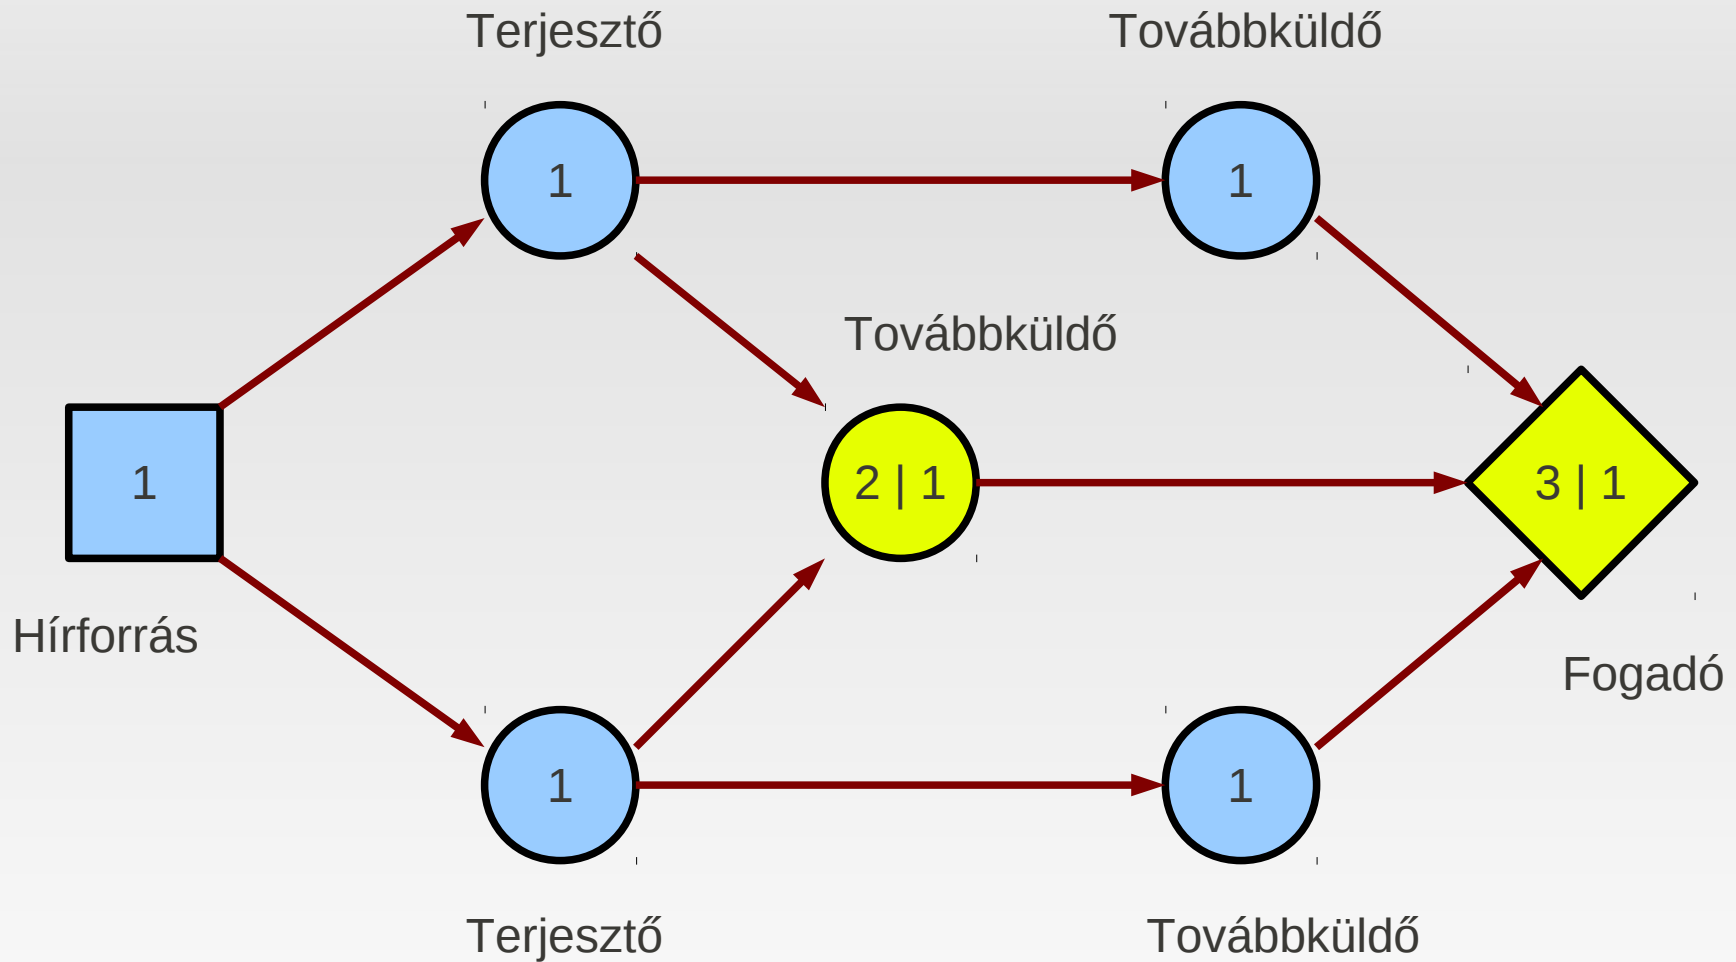 Terjesztő
Továbbküldő
1
1
Továbbküldő
1
2 | 1
3 | 1
Hírforrás
Fogadó
1
1
Terjesztő
Továbbküldő